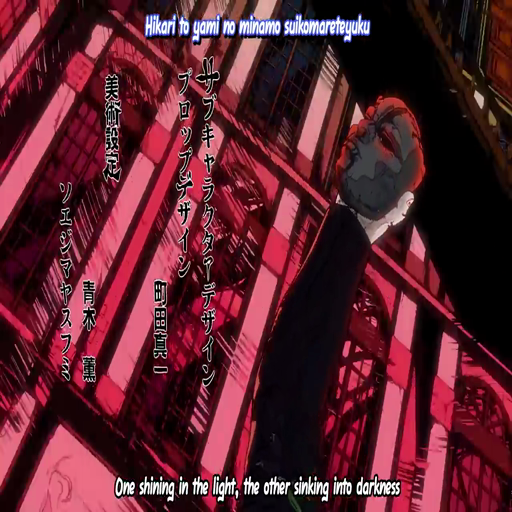 Hikari to yami no minamo suikomareteyuku
サブキャラクターデザイン
プロップデザイン
町田真一
美術設定
青木 薫
ソエジマヤスフミ
One shining in the light, the other sinking into darkness